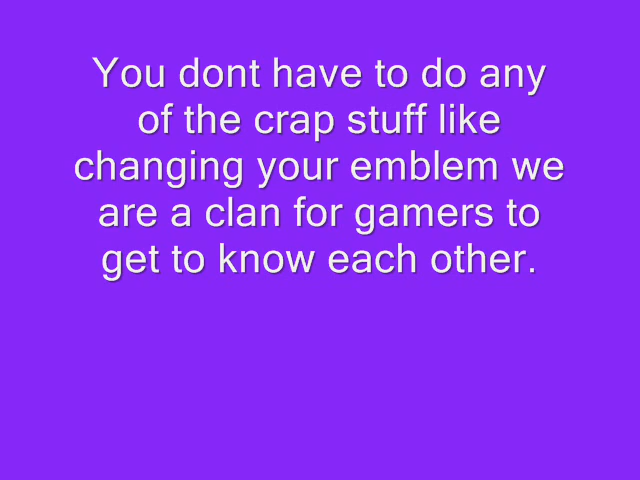 You dont have to do any
of the crap stuff like
changing your emblem we
are a clan for gamers to
get to know each other.